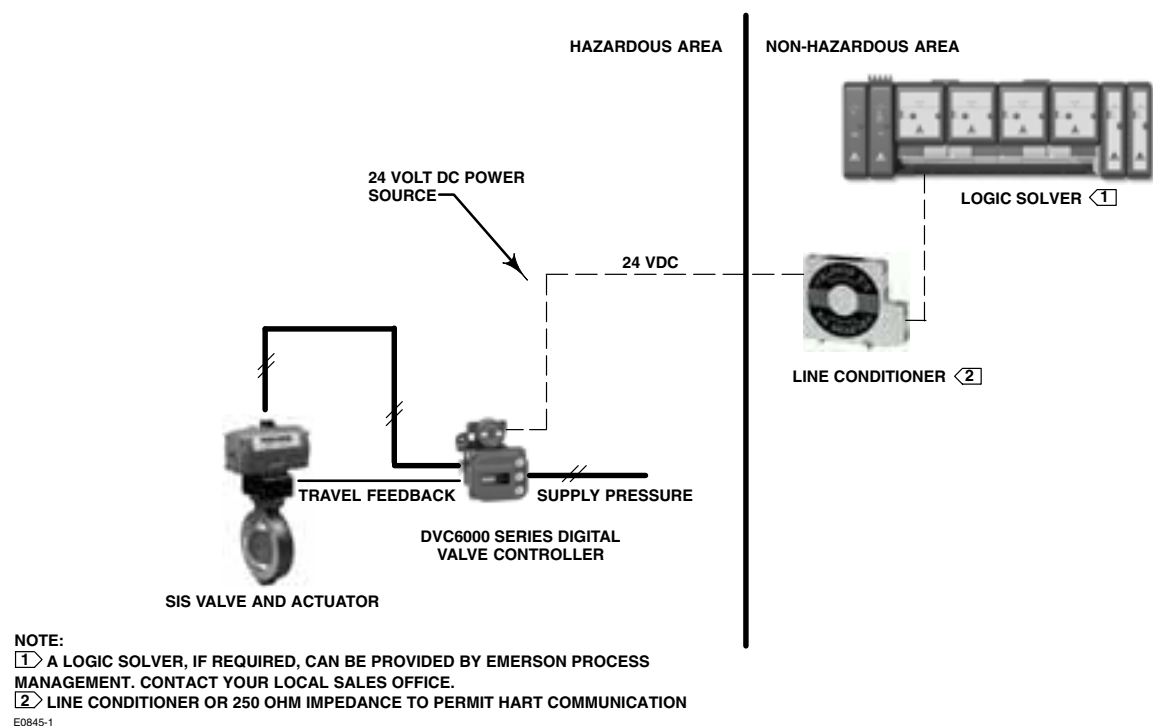 HAZARDOUS AREA
NON-HAZARDOUS AREA
24 VOLT DC POWER
SOURCE
LOGIC SOLVER 1
24 VDC
LINE CONDITIONER 2
TRAVEL FEEDBACK
SUPPLY PRESSURE
DVC6000 SERIES DIGITAL
VALVE CONTROLLER
SIS VALVE AND ACTUATOR
NOTE:
1 A LOGIC SOLVER, IF REQUIRED, CAN BE PROVIDED BY EMERSON PROCESS
MANAGEMENT. CONTACT YOUR LOCAL SALES OFFICE.
2 LINE CONDITIONER OR 250 OHM IMPEDANCE TO PERMIT HART COMMUNICATION
E0845-1